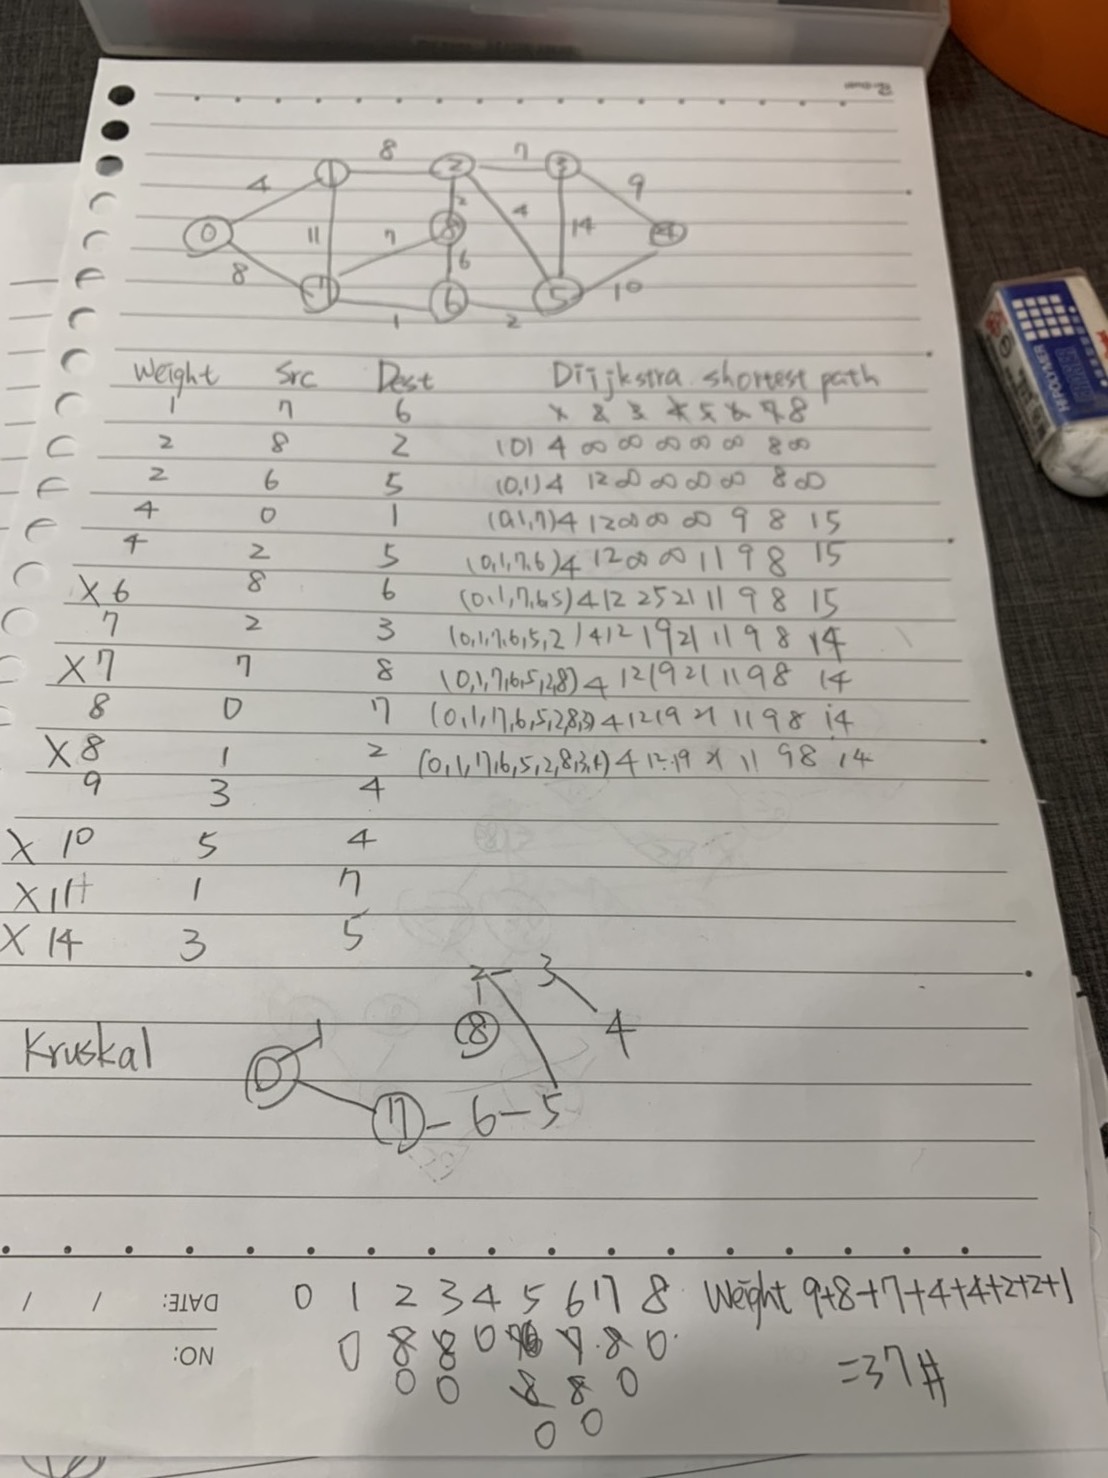 8 7
4 9
1 2 3
0 11 7 8 2 6 4 14 4
8 7 6 5 10
1 2
Weight Src Dest Diijkstra shortest path
1 7 6
2 8 2 (0) 4 ∞ ∞ ∞ ∞ ∞ 8 ∞
2 6 5 (0,1) 4 12 ∞ ∞ ∞ ∞ 8 ∞
4 0 1 (0,1,7) 4 12 ∞ ∞ ∞ 9 8 15
4 2 5 (0,1,7,6) 4 12 ∞ ∞ 11 9 8 15
X 6 8 6 (0,1,7,6,5) 4 12 25 21 11 9 8 15
7 2 3 (0,1,7,6,5,2) 4 12 19 21 11 9 8 14
X 7 7 8 (0,1,7,6,5,2,8) 4 12 19 21 11 9 8 14
8 0 7 (0,1,7,6,5,2,8,3) 4 12 19 21 11 9 8 14
X 8 1 2 (0,1,7,6,5,2,8,3,4) 4 12 19 21 11 9 8 14
9 3 4
X 10 5 4
X 11 1 7
X 14 3 5
2 - 3
Kruskal 1 8 4
0
7 - 6 - 5
DATE: / /
NO:
0 1 2 3 4 5 6 7 8 Weight 9+8+7+4+4+2+2+1
0 8 8 0 7 8 0
0 0 8 8 0
0 0
=37#
HI-POLYMER